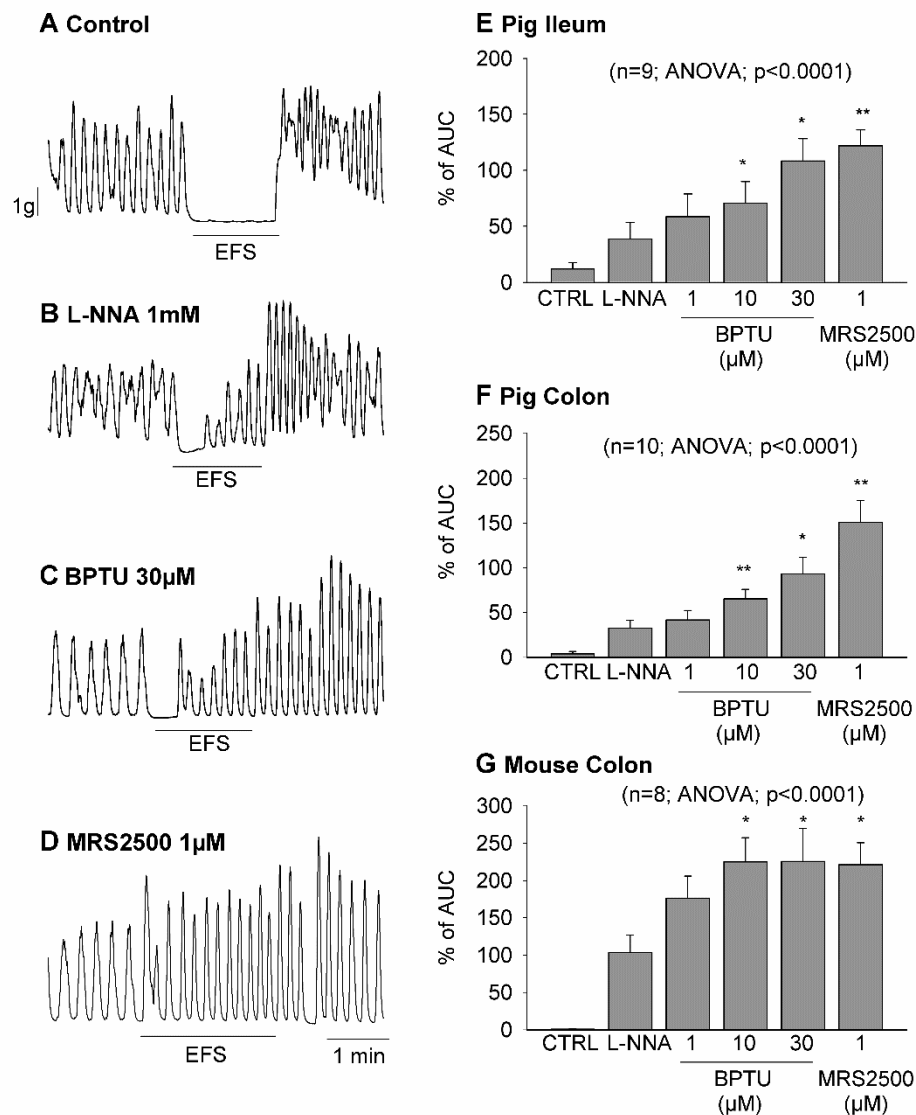 A Control
1g
EFS
B L-NNA 1mM
EFS
C BPTU 30µM
EFS
D MRS2500 1µM
EFS
1 min
E Pig Ileum
(n=9; ANOVA; p<0.0001)
200
150
100
50
0
% of AUC
* * **
CTRL L-NNA 1 10 30 1
BPTU MRS2500
(µM) (µM)
F Pig Colon
(n=10; ANOVA; p<0.0001)
250
200
150
100
50
0
% of AUC
** * **
CTRL L-NNA 1 10 30 1
BPTU MRS2500
(µM) (µM)
G Mouse Colon
(n=8; ANOVA; p<0.0001)
300
250
200
150
100
50
0
% of AUC
* * *
CTRL L-NNA 1 10 30 1
BPTU MRS2500
(µM) (µM)